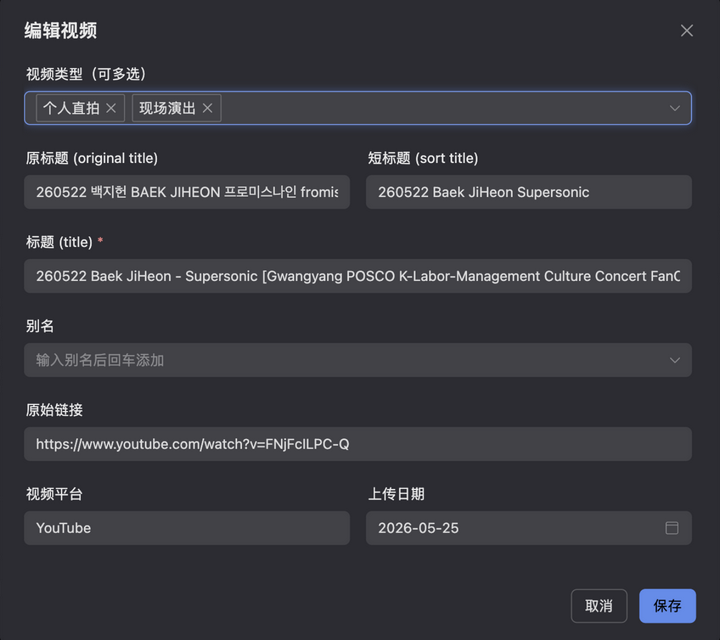 编辑视频
视频类型（可多选）
个人直拍 现场演出
原标题 (original title)
短标题 (sort title)
260522 백지헌 BAEK JIHEON 프로미스나인 fromis
260522 Baek JiHeon Supersonic
标题 (title) *
260522 Baek JiHeon - Supersonic [Gwangyang POSCO K-Labor-Management Culture Concert FanC
别名
输入别名后回车添加
原始链接
https://www.youtube.com/watch?v=FNjFcILPC-Q
视频平台
上传日期
YouTube
2026-05-25
取消
保存